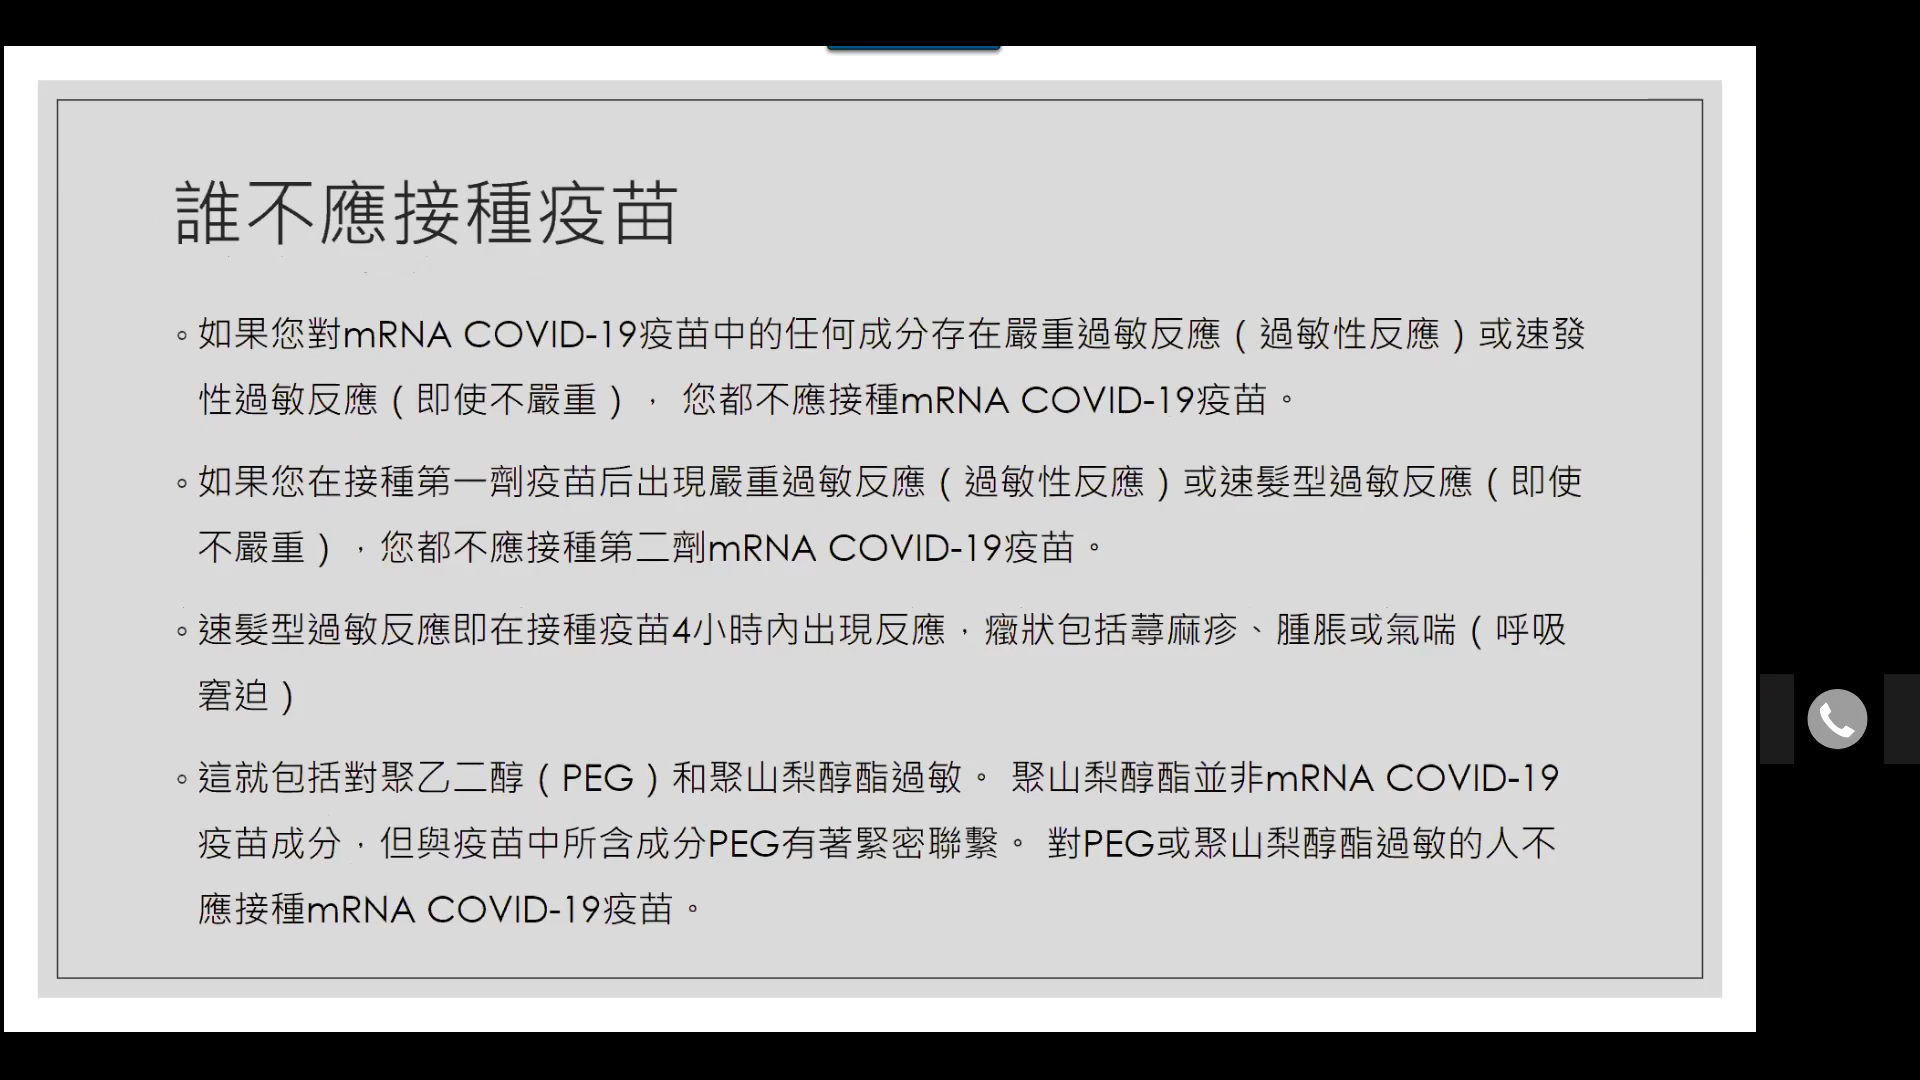 誰不應接種疫苗
◦ 如果您對mRNA COVID-19疫苗中的任何成分存在嚴重過敏反應（過敏性反應）或速發
性過敏反應（即使不嚴重）， 您都不應接種mRNA COVID-19疫苗。
◦ 如果您在接種第一劑疫苗后出現嚴重過敏反應（過敏性反應）或速髮型過敏反應（即使
不嚴重），您都不應接種第二劑mRNA COVID-19疫苗。
◦ 速髮型過敏反應即在接種疫苗4小時內出現反應，癥狀包括蕁麻疹、腫脹或氣喘（呼吸
窘迫）
◦ 這就包括對聚乙二醇（PEG）和聚山梨醇酯過敏。 聚山梨醇酯並非mRNA COVID-19
疫苗成分，但與疫苗中所含成分PEG有著緊密聯繫。 對PEG或聚山梨醇酯過敏的人不
應接種mRNA COVID-19疫苗。